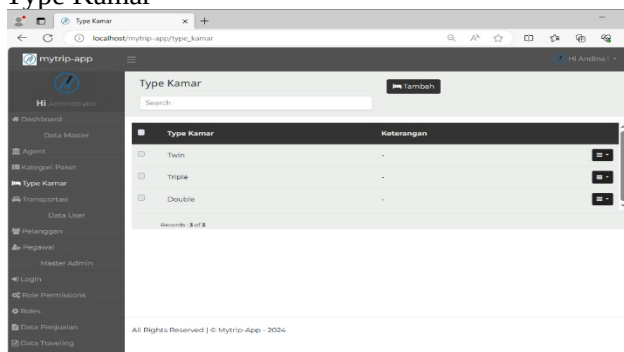 Type Kamar
Type Kamar
localhost/mytrip-app/type_kamar
mytrip-app
Hi Andina !
Hi Administrator
Dashboard
Data Master
Agent
Kategori Paket
Type Kamar
Transportasi
Data User
Pelanggan
Pegawai
Master Admin
Login
Role Permissions
Roles
Data Penjualan
Data Traveling
Type Kamar
Tambah
Search
Type Kamar Keterangan
Twin -
Triple -
Double -
Records : 3 of 3
All Rights Reserved | © Mytrip-App - 2024